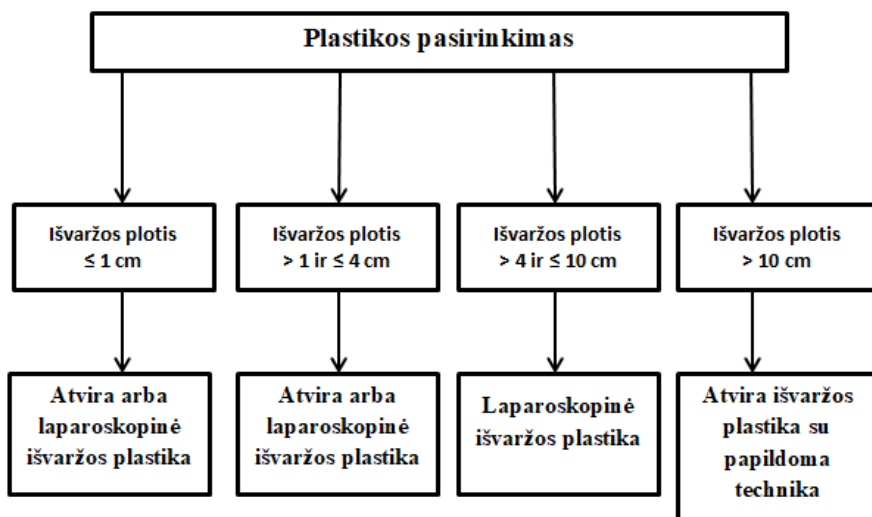 Plastikos pasirinkimas
Išvaržos plotis
≤ 1 cm
Išvaržos plotis
> 1 ir ≤ 4 cm
Išvaržos plotis
> 4 ir ≤ 10 cm
Išvaržos plotis
> 10 cm
Atvira arba
laparoskopinė
išvaržos plastika
Atvira arba
laparoskopinė
išvaržos plastika
Laparoskopinė
išvaržos plastika
Atvira išvaržos
plastika su
papildoma
technika